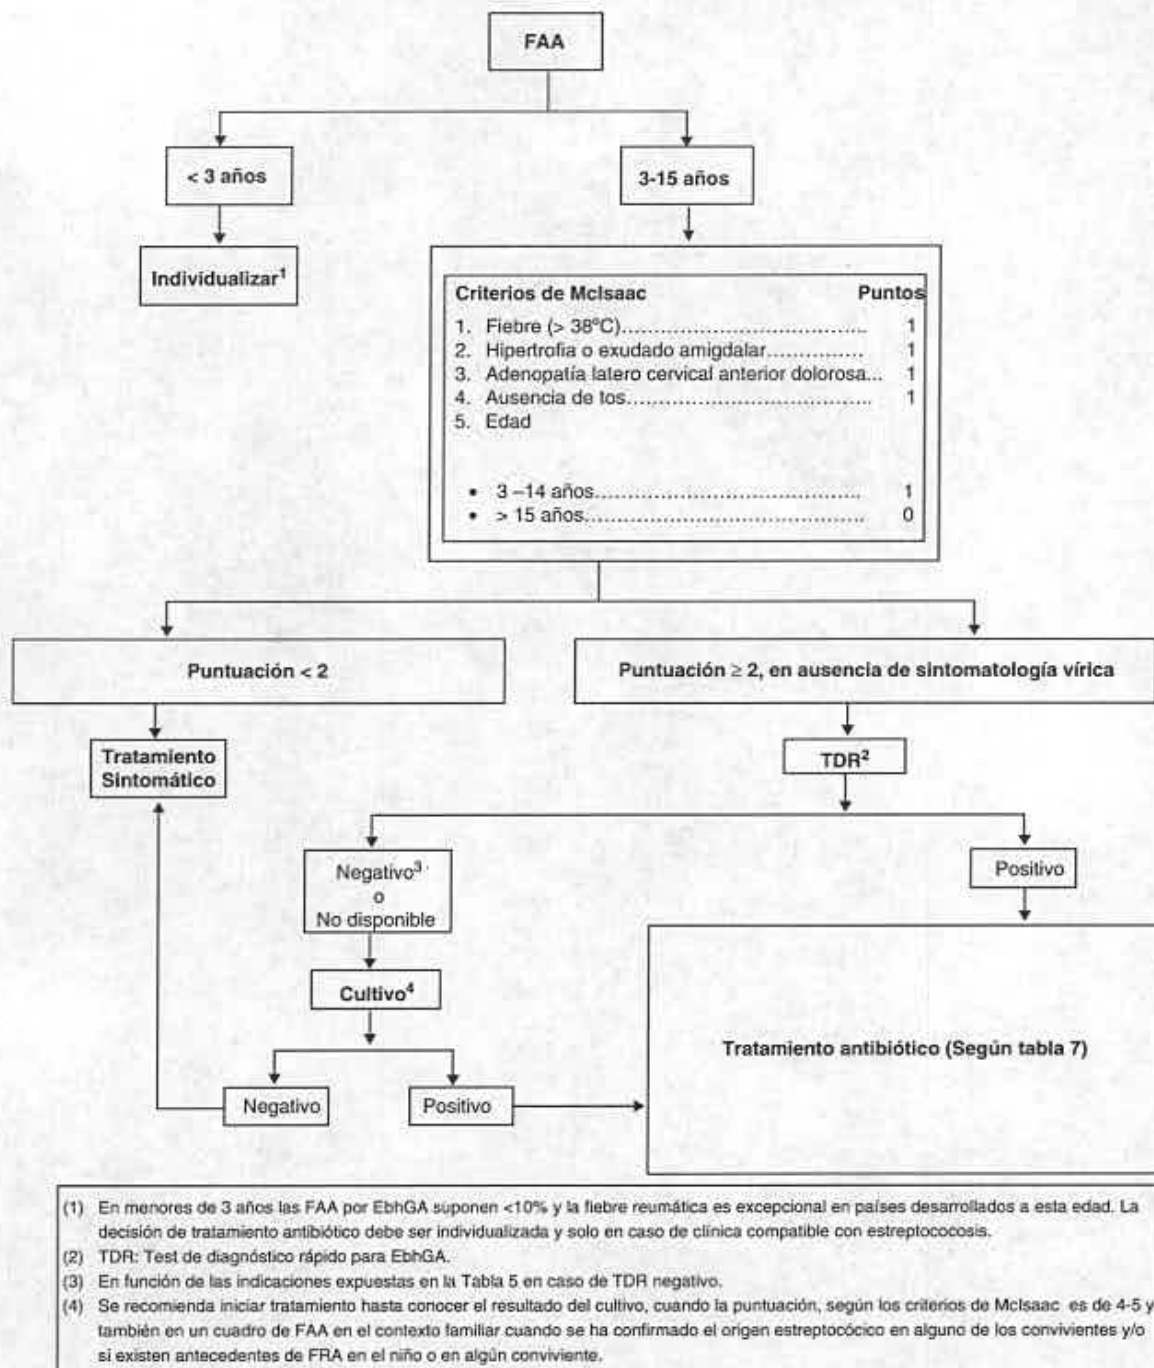 FAA
< 3 años
3-15 años
Individualizar1
Criterios de McIsaac Puntos
1. Fiebre (> 38ºC)..................................... 1
2. Hipertrofia o exudado amigdalar............... 1
3. Adenopatía latero cervical anterior dolorosa... 1
4. Ausencia de tos..................................... 1
5. Edad
• 3 –14 años........................................ 1
• > 15 años.......................................... 0
Puntuación < 2
Puntuación ≥ 2, en ausencia de sintomatología vírica
Tratamiento
Sintomático
TDR2
Negativo3
o
No disponible
Positivo
Cultivo4
Tratamiento antibiótico (Según tabla 7)
Negativo
Positivo
(1) En menores de 3 años las FAA por EbhGA suponen <10% y la fiebre reumática es excepcional en países desarrollados a esta edad. La
decisión de tratamiento antibiótico debe ser individualizada y solo en caso de clínica compatible con estreptococosis.
(2) TDR: Test de diagnóstico rápido para EbhGA.
(3) En función de las indicaciones expuestas en la Tabla 5 en caso de TDR negativo.
(4) Se recomienda iniciar tratamiento hasta conocer el resultado del cultivo, cuando la puntuación, según los criterios de McIsaac es de 4-5 y
también en un cuadro de FAA en el contexto familiar cuando se ha confirmado el origen estreptocócico en alguno de los convivientes y/o
si existen antecedentes de FRA en el niño o en algún conviviente.